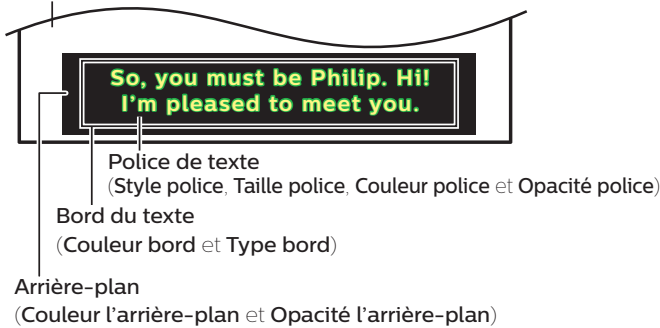 So, you must be Philip. Hi!
I'm pleased to meet you.
Police de texte
(Style police, Taille police, Couleur police et Opacité police)
Bord du texte
(Couleur bord et Type bord)
Arrière-plan
(Couleur l'arrière-plan et Opacité l'arrière-plan)